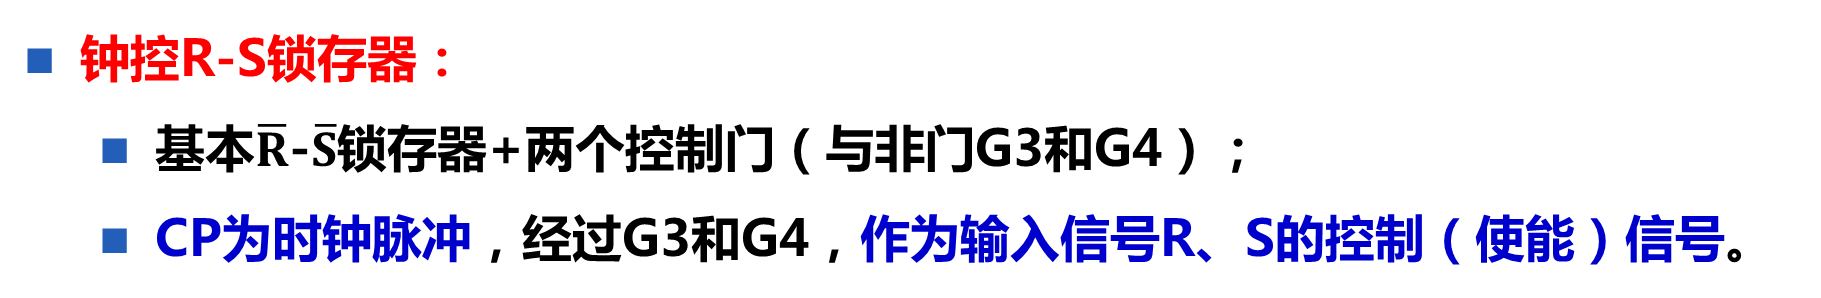 ■ 钟控R-S锁存器：
■ 基本R̅-S̅锁存器+两个控制门（与非门G3和G4）；
■ CP为时钟脉冲，经过G3和G4，作为输入信号R、S的控制（使能）信号。